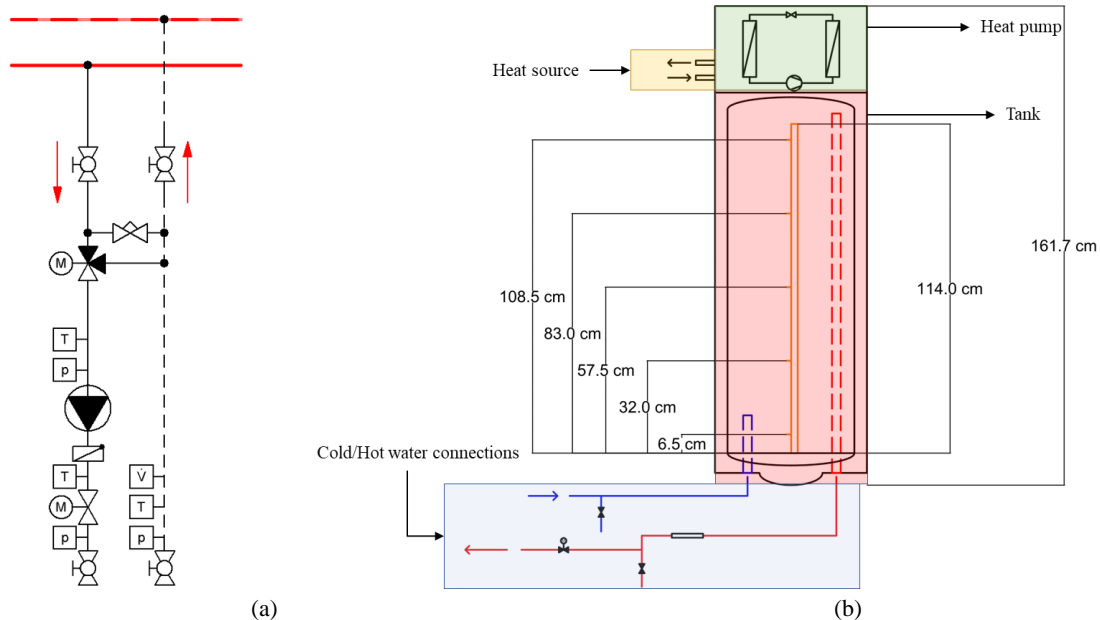 M
T
p
T
M
p
V̇
T
p
(a)
Heat pump
Heat source
Tank
161.7 cm
108.5 cm
114.0 cm
83.0 cm
57.5 cm
32.0 cm
6.5 cm
Cold/Hot water connections
(b)